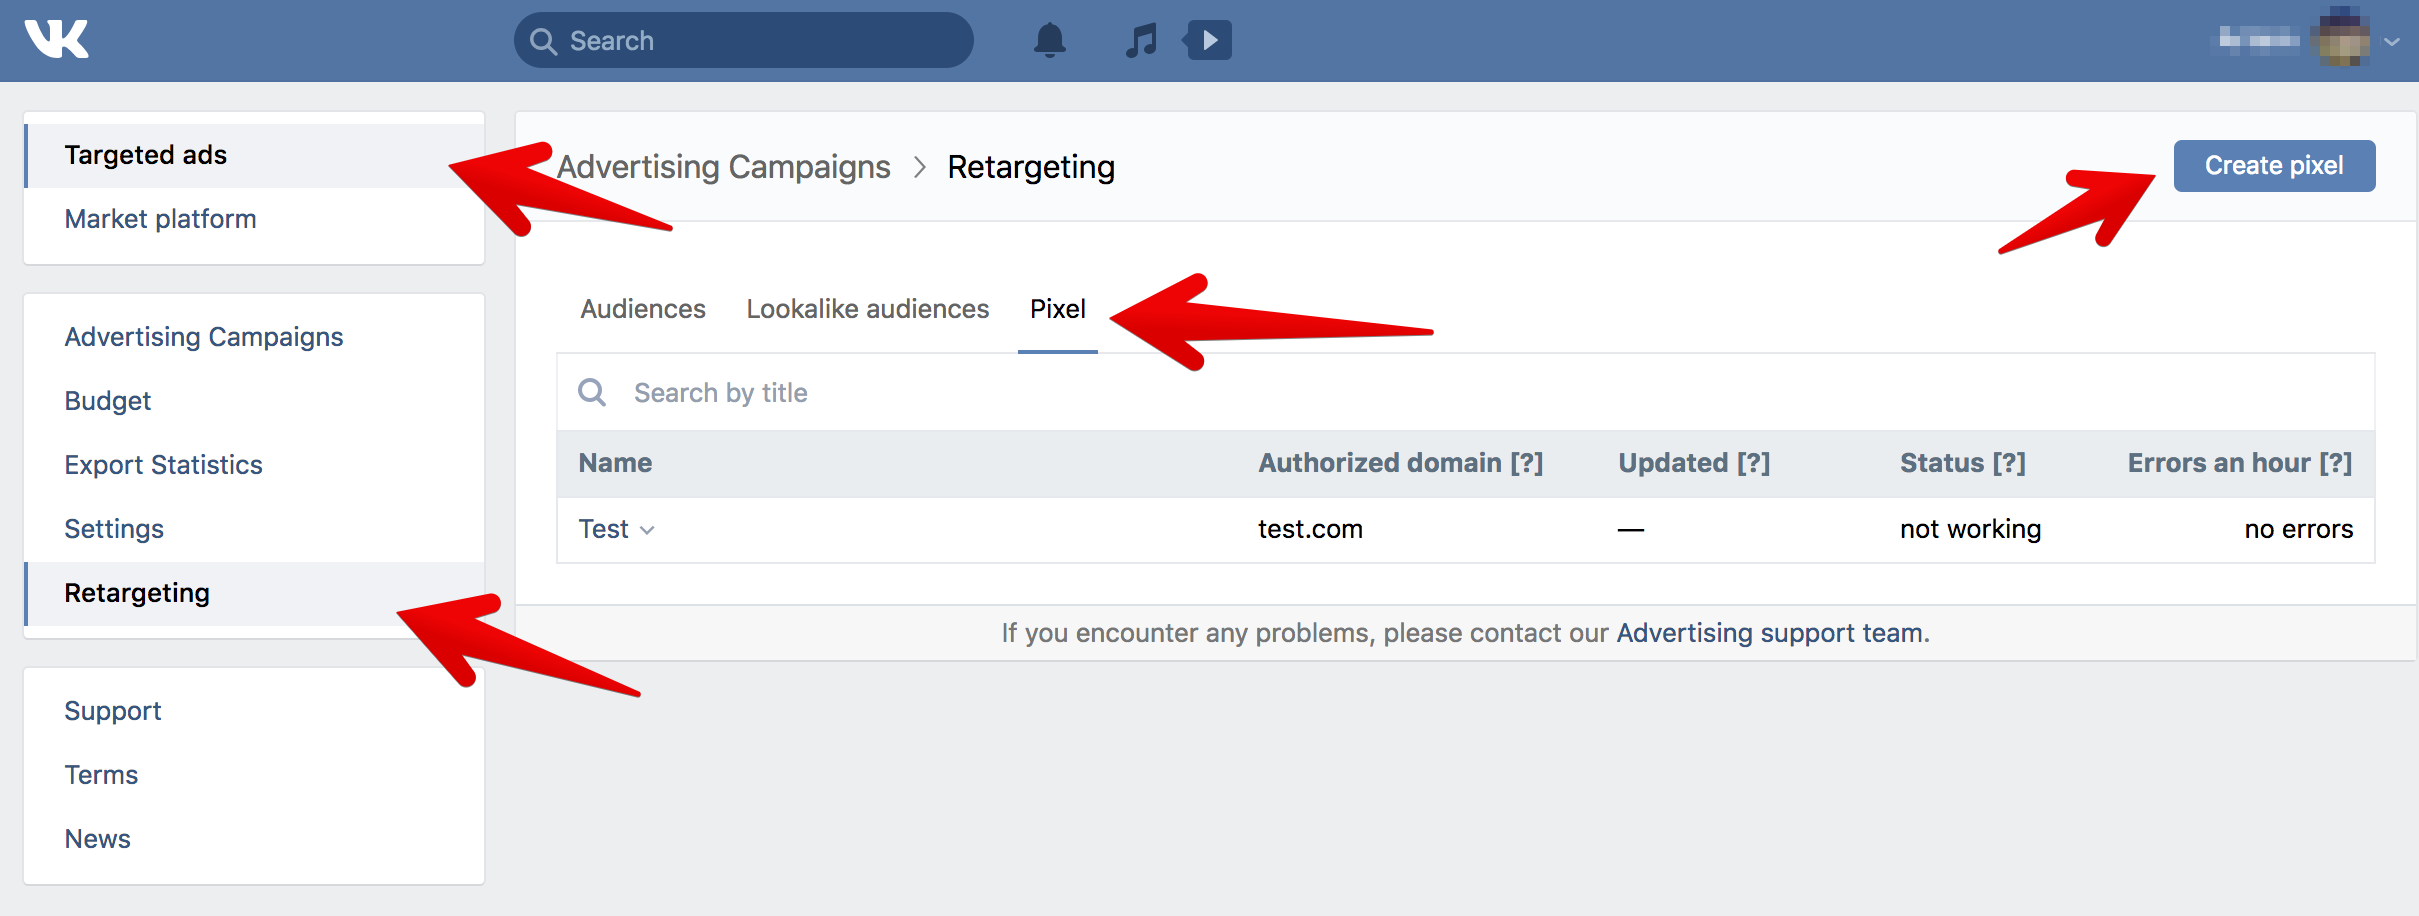 VK
Search
Targeted ads
Market platform
Advertising Campaigns
Budget
Export Statistics
Settings
Retargeting
Support
Terms
News
Advertising Campaigns > Retargeting
Create pixel
Audiences Lookalike audiences Pixel
Search by title
Name Authorized domain [?] Updated [?] Status [?] Errors an hour [?]
Test test.com — not working no errors
If you encounter any problems, please contact our Advertising support team.